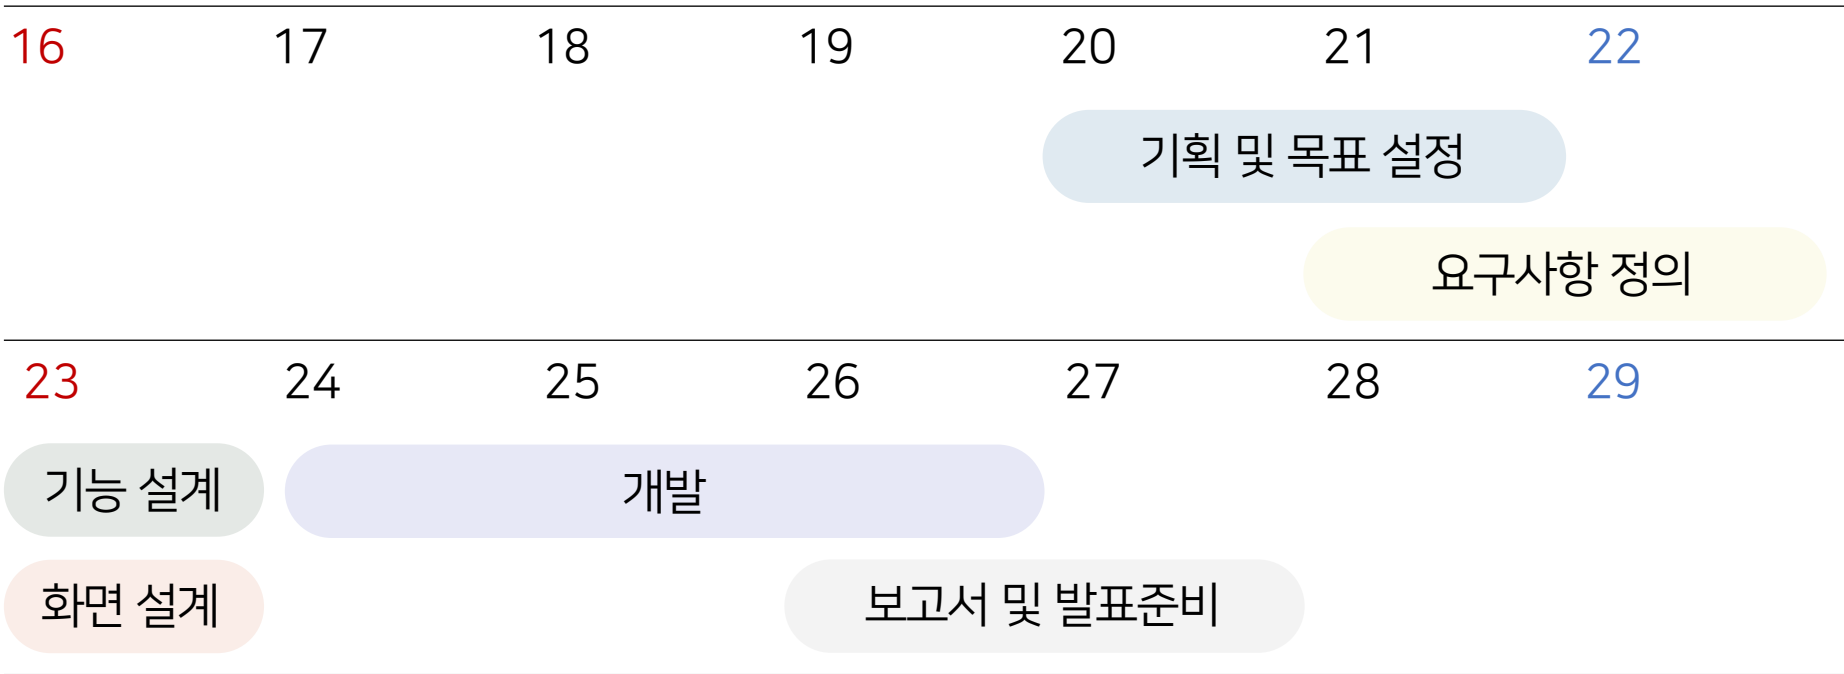 16 17 18 19 20 21 22
기획 및 목표 설정
요구사항 정의
23 24 25 26 27 28 29
기능 설계 개발
화면 설계 보고서 및 발표준비